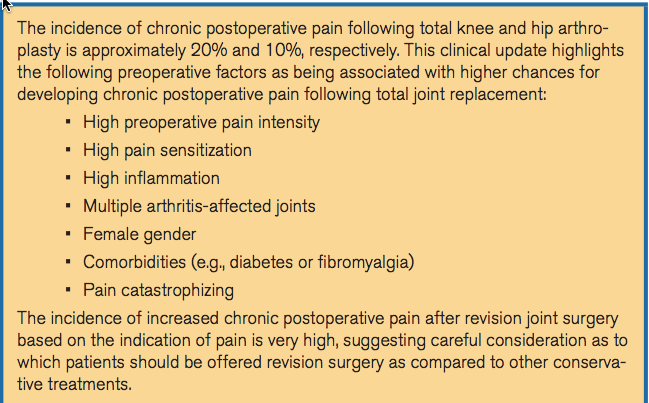 The incidence of chronic postoperative pain following total knee and hip arthro-
plasty is approximately 20% and 10%, respectively. This clinical update highlights
the following preoperative factors as being associated with higher chances for
developing chronic postoperative pain following total joint replacement:
▪ High preoperative pain intensity
▪ High pain sensitization
▪ High inflammation
▪ Multiple arthritis-affected joints
▪ Female gender
▪ Comorbidities (e.g., diabetes or fibromyalgia)
▪ Pain catastrophizing
The incidence of increased chronic postoperative pain after revision joint surgery
based on the indication of pain is very high, suggesting careful consideration as to
which patients should be offered revision surgery as compared to other conserva-
tive treatments.